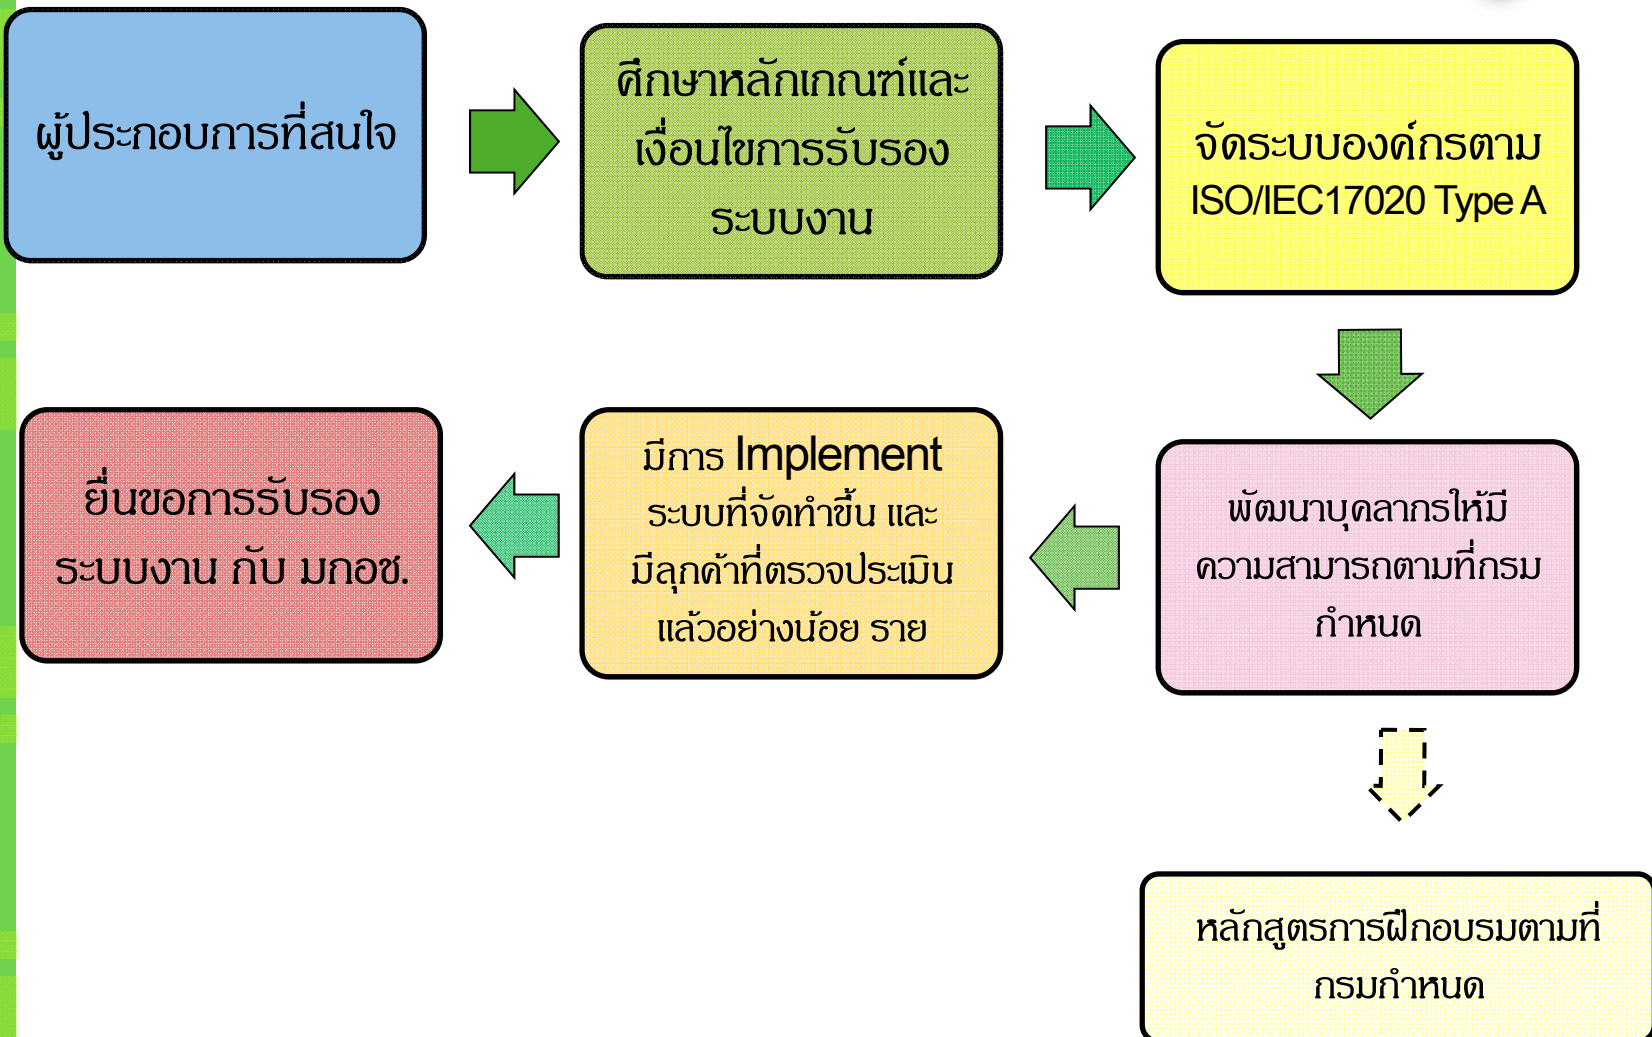 ผู้ประกอบการที่สนใจ
ศึกษาหลักเกณฑ์และ
เงื่อนไขการรับรอง
ระบบงาน
จัดระบบองค์กรตาม
ISO/IEC17020 Type A
พัฒนาบุคลากรให้มี
ความสามารถตามที่กรม
กำหนด
มีการ Implement
ระบบที่จัดทำขึ้น และ
มีลูกค้าที่ตรวจประเมิน
แล้วอย่างน้อย ราย
ยื่นขอการรับรอง
ระบบงาน กับ มกอช.
หลักสูตรการฝึกอบรมตามที่
กรมกำหนด